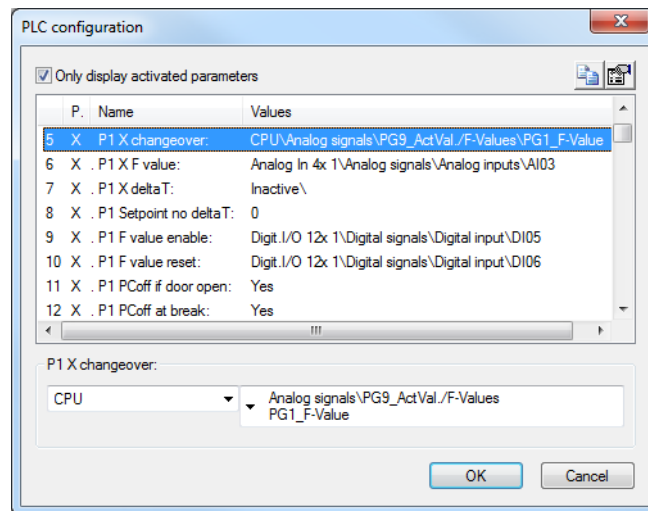 PLC configuration
Only display activated parameters
P. Name Values
5 X P1 X changeover: CPU\Analog signals\PG9_ActVal./F-Values\PG1_F-Value
6 X . P1 X F value: Analog In 4x 1\Analog signals\Analog inputs\AI03
7 X . P1 X deltaT: Inactive\
8 X . P1 Setpoint no deltaT: 0
9 X . P1 F value enable: Digit.I/O 12x 1\Digital signals\Digital input\DI05
10 X . P1 F value reset: Digit.I/O 12x 1\Digital signals\Digital input\DI06
11 X . P1 PCoff if door open: Yes
12 X . P1 PCoff at break: Yes
P1 X changeover:
CPU
Analog signals\PG9_ActVal./F-Values
PG1_F-Value
OK Cancel